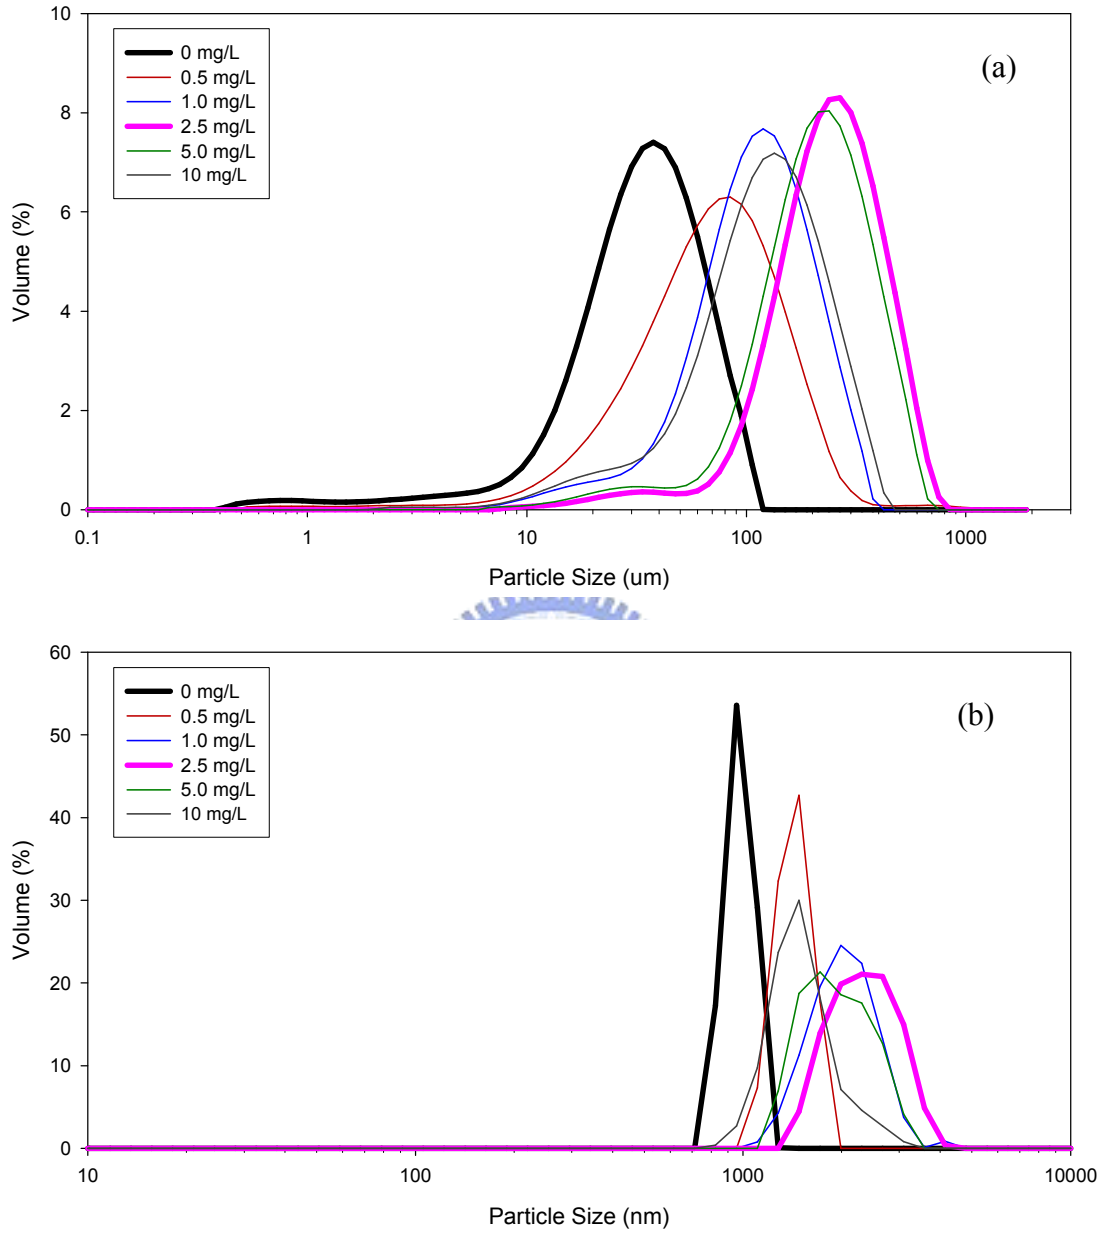 10
8
6
4
2
0
Volume (%)
0 mg/L
0.5 mg/L
1.0 mg/L
2.5 mg/L
5.0 mg/L
10 mg/L
(a)
0.1 1 10 100 1000
Particle Size (um)
60
50
40
30
20
10
0
Volume (%)
0 mg/L
0.5 mg/L
1.0 mg/L
2.5 mg/L
5.0 mg/L
10 mg/L
(b)
10 100 1000 10000
Particle Size (nm)